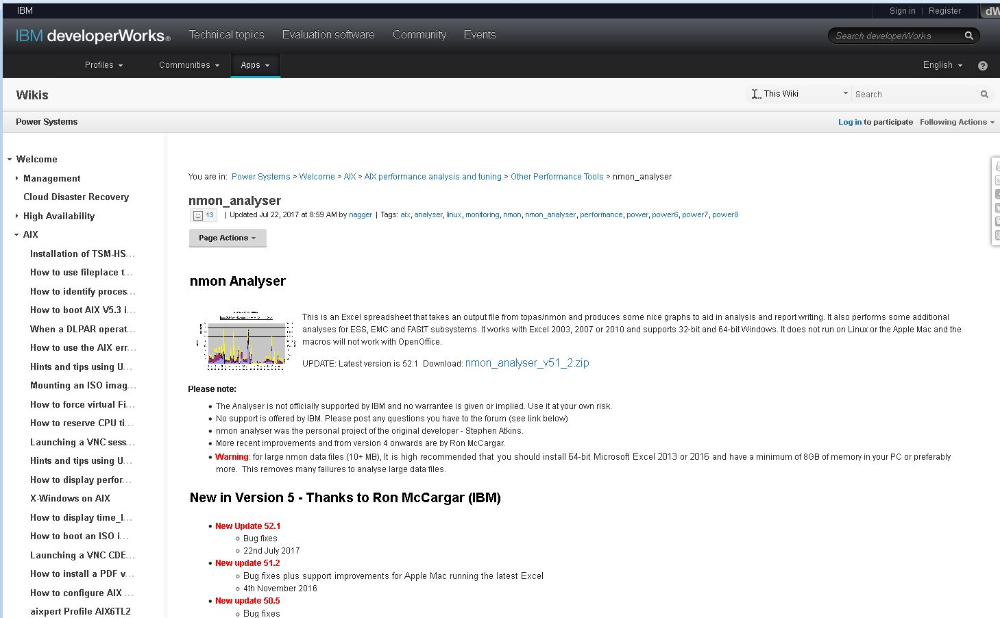 IBM
Sign in | Register
dW
IBM developerWorks®
Technical topics
Evaluation software
Community
Events
Search developerWorks
Profiles
Communities
Apps
English
Wikis
This Wiki
Search
Power Systems
Log in to participate
Following Actions
Welcome
Management
Cloud Disaster Recovery
High Availability
AIX
Installation of TSM-HS...
How to use fileplace t...
How to identify proces...
How to boot AIX V5.3 i...
When a DLPAR operat...
How to use the AIX err...
Hints and tips using U...
Mounting an ISO imag...
How to force virtual Fi...
How to reserve CPU ti...
Launching a VNC sess...
Hints and tips using U...
How to display perfor...
X-Windows on AIX
How to display time_l...
How to boot an ISO i...
Launching a VNC CDE...
How to install a PDF v...
How to configure AIX ...
aixpert Profile AIX6TL2
You are in: Power Systems > Welcome > AIX > AIX performance analysis and tuning > Other Performance Tools > nmon_analyser
nmon_analyser
13 | Updated Jul 22, 2017 at 8:59 AM by nagger | Tags: aix, analyser, linux, monitoring, nmon, nmon_analyser, performance, power, power6, power7, power8
Page Actions
nmon Analyser
This is an Excel spreadsheet that takes an output file from topas/nmon and produces some nice graphs to aid in analysis and report writing. It also performs some additional
analyses for ESS, EMC and FAStT subsystems. It works with Excel 2003, 2007 or 2010 and supports 32-bit and 64-bit Windows. It does not run on Linux or the Apple Mac and the
macros will not work with OpenOffice.
UPDATE: Latest version is 52.1 Download: nmon_analyser_v51_2.zip
Please note:
• The Analyser is not officially supported by IBM and no warrantee is given or implied. Use it at your own risk.
• No support is offered by IBM. Please post any questions you have to the forum (see link below)
• nmon analyser was the personal project of the original developer - Stephen Atkins.
• More recent improvements and from version 4 onwards are by Ron McCargar.
• Warning: for large nmon data files (10+ MB), It is high recommended that you should install 64-bit Microsoft Excel 2013 or 2016 and have a minimum of 8GB of memory in your PC or preferably
more. This removes many failures to analyse large data files.
New in Version 5 - Thanks to Ron McCargar (IBM)
• New Update 52.1
○ Bug fixes
○ 22nd July 2017
• New update 51.2
○ Bug fixes plus support improvements for Apple Mac running the latest Excel
○ 4th November 2016
• New update 50.5
○ Bug fixes